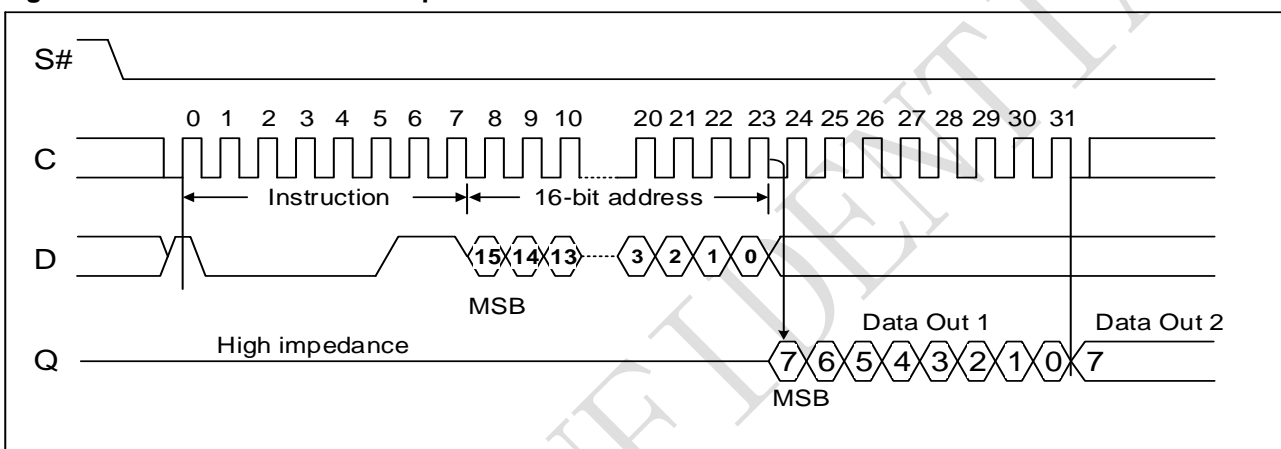 S#
0 1 2 3 4 5 6 7 8 9 10 20 21 22 23 24 25 26 27 28 29 30 31
C
Instruction 16-bit address
D
15 14 13 3 2 1 0
MSB
Data Out 1 Data Out 2
High impedance
Q
7 6 5 4 3 2 1 0 7
MSB